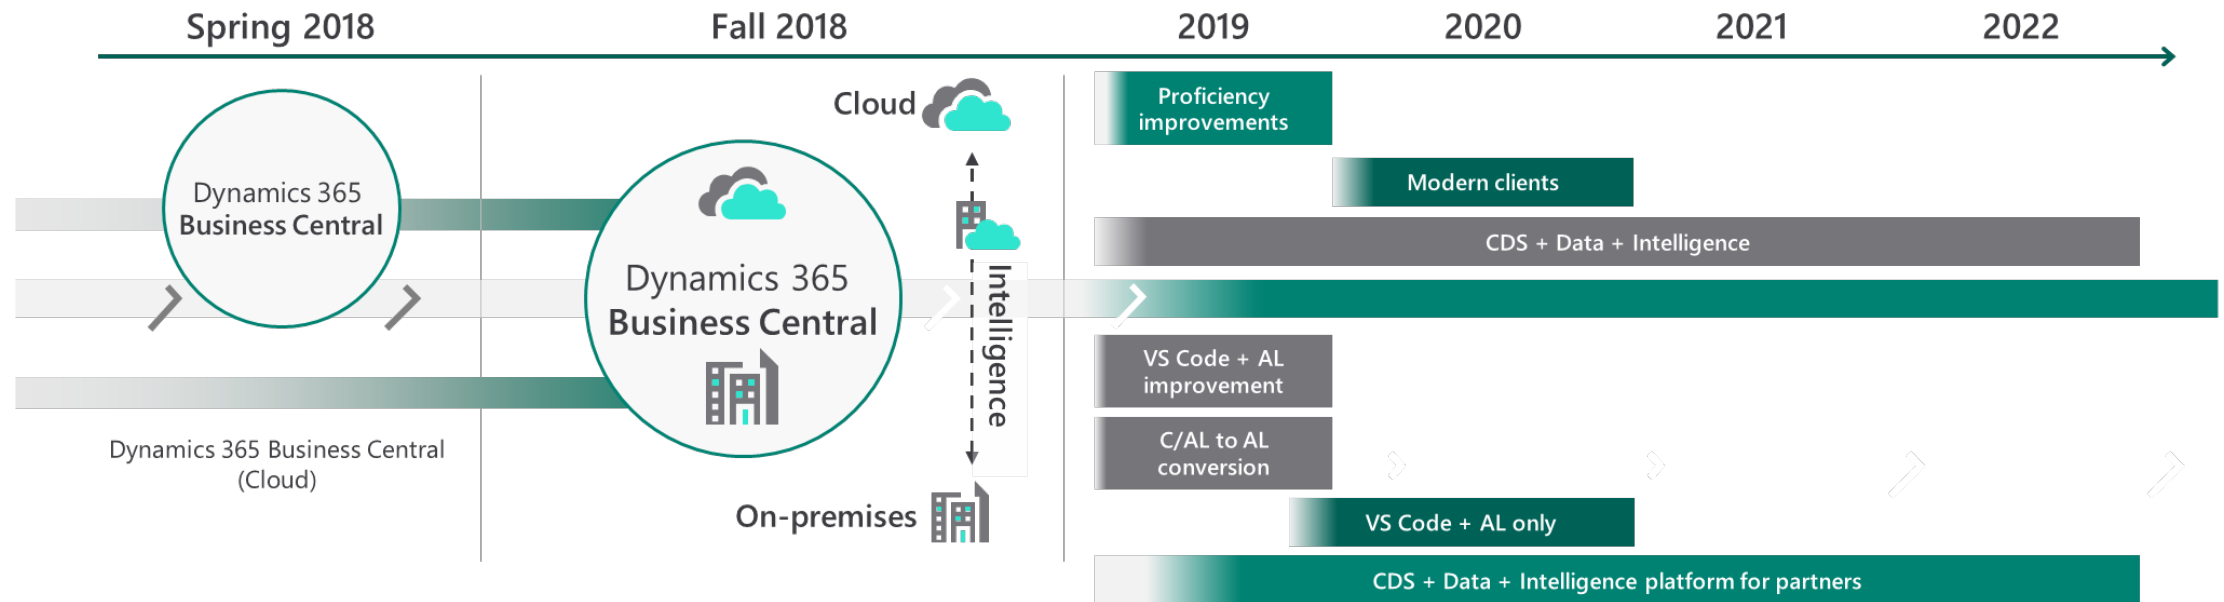 Spring 2018
Fall 2018
2019
2020
2021
2022
Dynamics 365
Business Central
Dynamics 365 Business Central
(Cloud)
Cloud
Dynamics 365
Business Central
Intelligence
On-premises
Proficiency
improvements
Modern clients
CDS + Data + Intelligence
VS Code + AL
improvement
C/AL to AL
conversion
VS Code + AL only
CDS + Data + Intelligence platform for partners